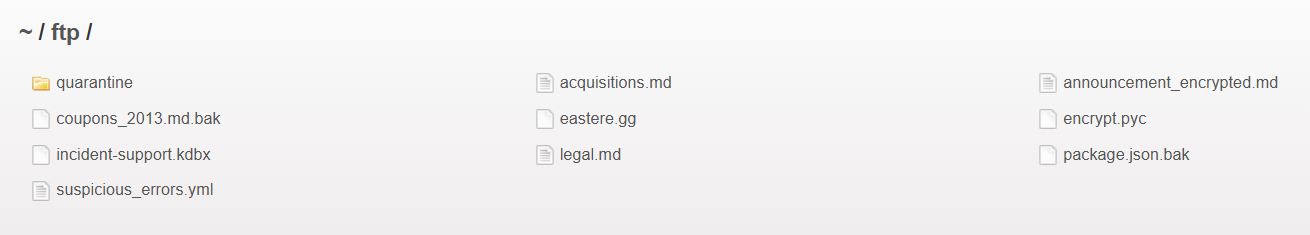 ~ / ftp /
quarantine acquisitions.md announcement_encrypted.md
coupons_2013.md.bak eastere.gg encrypt.pyc
incident-support.kdbx legal.md package.json.bak
suspicious_errors.yml